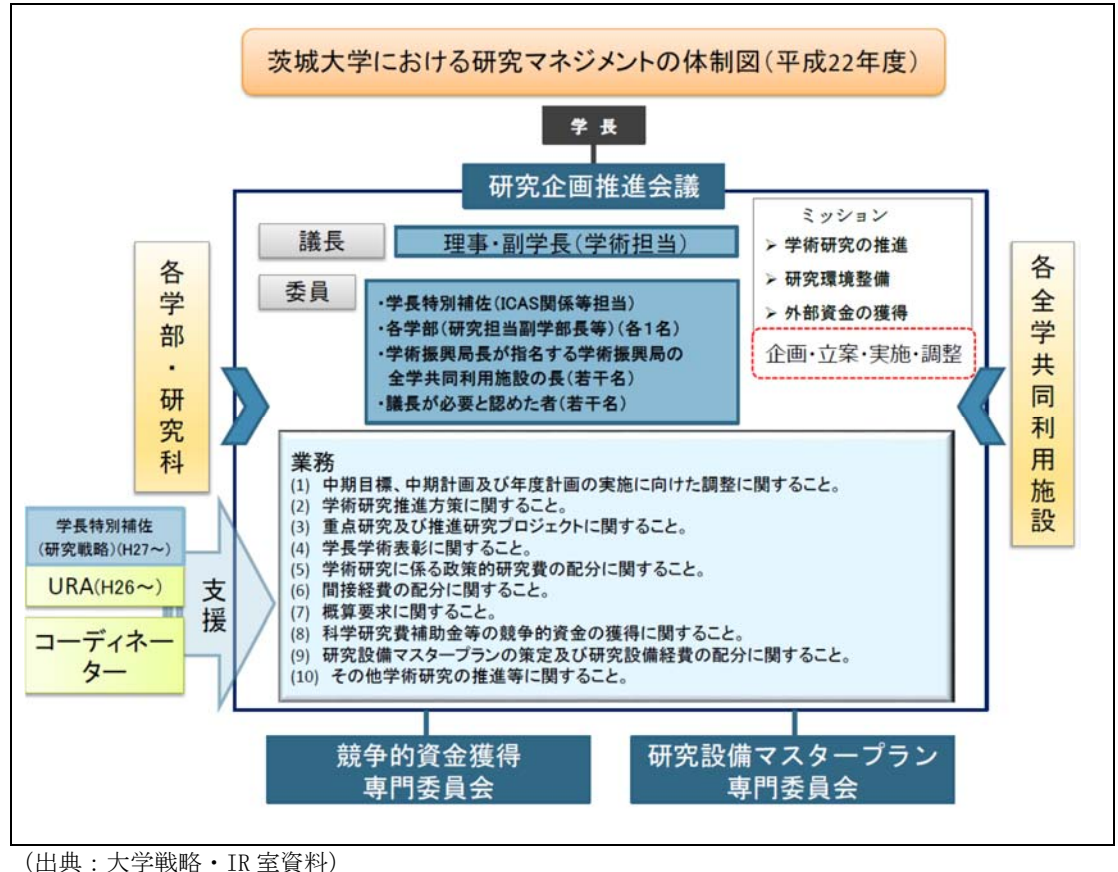 茨城大学における研究マネジメントの体制図(平成22年度)
学 長
研究企画推進会議
議長
理事・副学長(学術担当)
委員
・学長特別補佐(ICAS関係等担当)
・各学部(研究担当副学部長等)(各1名)
・学術振興局長が指名する学術振興局の
全学共同利用施設の長(若干名)
・議長が必要と認めた者(若干名)
ミッション
➢ 学術研究の推進
➢ 研究環境整備
➢ 外部資金の獲得
企画・立案・実施・調整
各学部・研究科
各全学共同利用施設
業務
(1) 中期目標、中期計画及び年度計画の実施に向けた調整に関すること。
(2) 学術研究推進方策に関すること。
(3) 重点研究及び推進研究プロジェクトに関すること。
(4) 学長学術表彰に関すること。
(5) 学術研究に係る政策的研究費の配分に関すること。
(6) 間接経費の配分に関すること。
(7) 概算要求に関すること。
(8) 科学研究費補助金等の競争的資金の獲得に関すること。
(9) 研究設備マスタープランの策定及び研究設備経費の配分に関すること。
(10) その他学術研究の推進等に関すること。
学長特別補佐
(研究戦略)(H27～)
URA(H26～)
コーディネー
ター
支援
競争的資金獲得
専門委員会
研究設備マスタープラン
専門委員会
(出典:大学戦略・IR室資料)